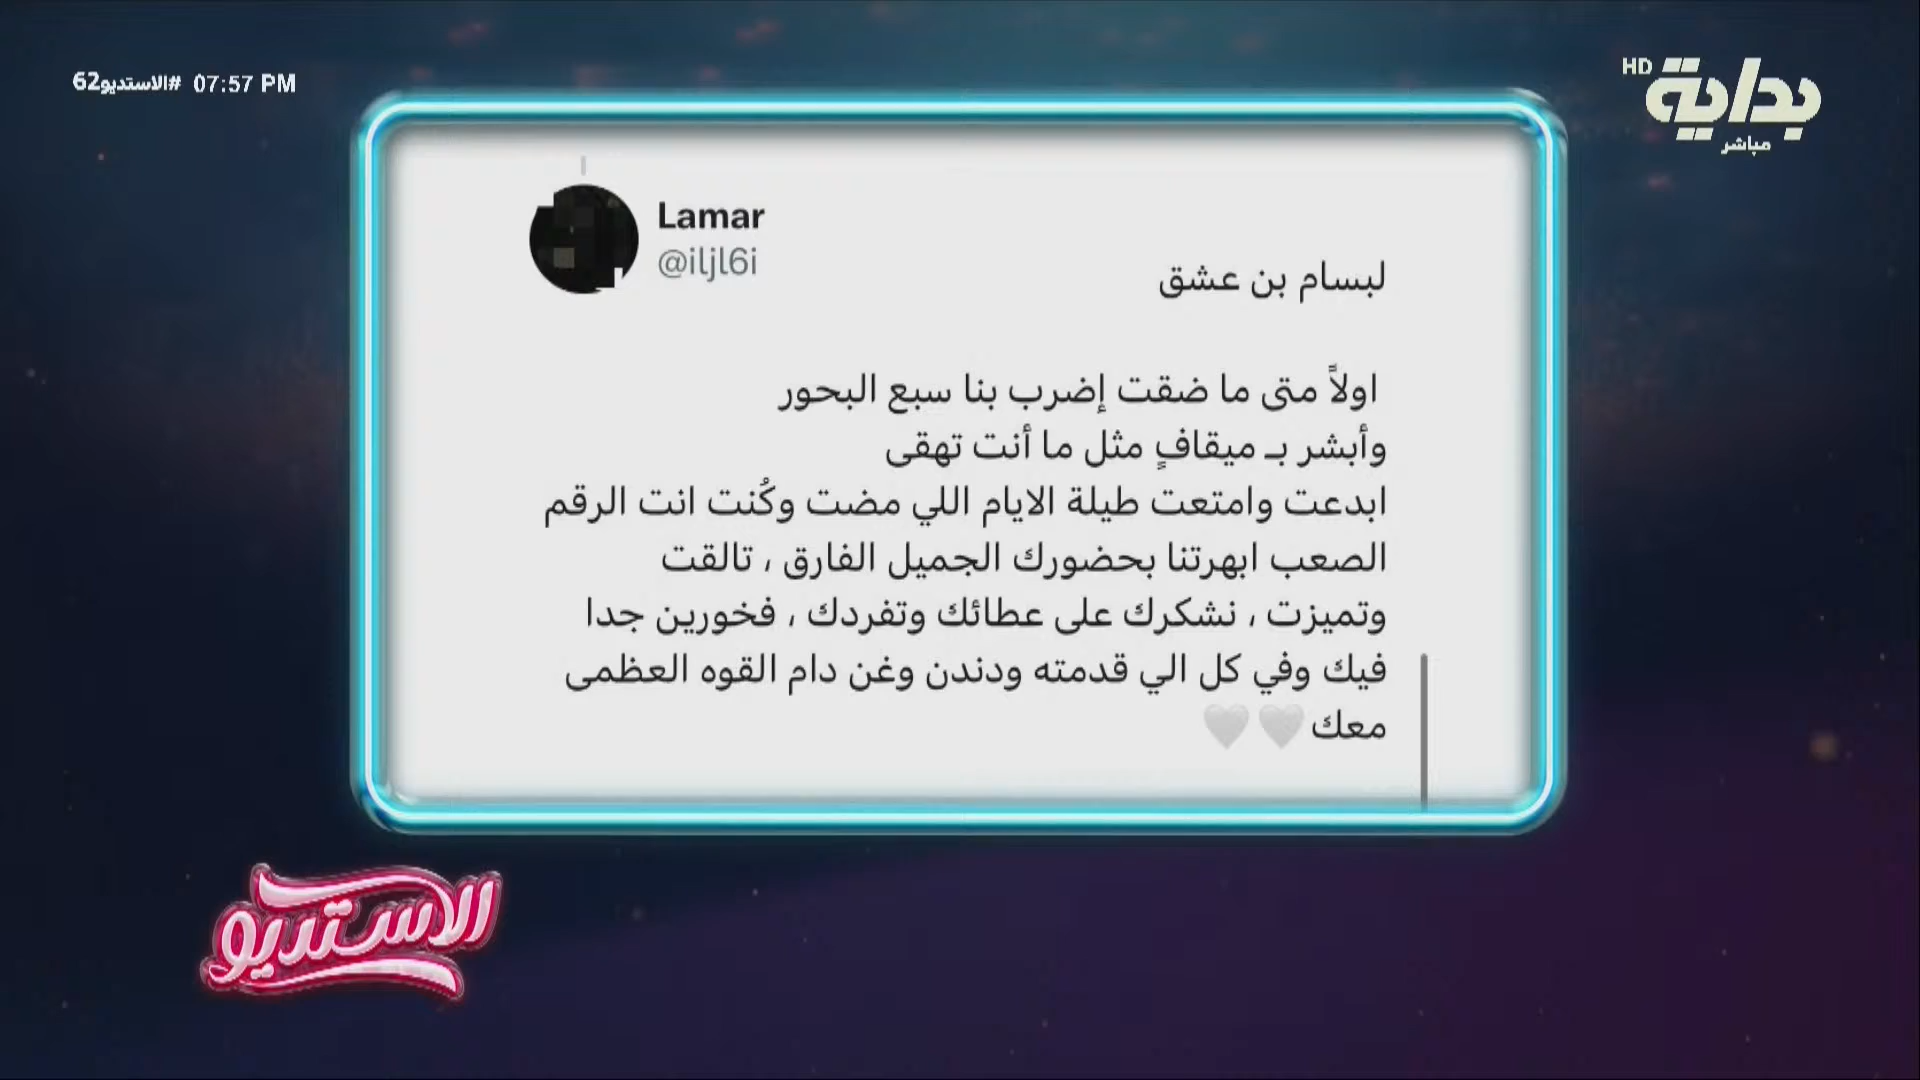 #الاستديو62 07:57 PM
HD
بداية
مباشر
Lamar
@iljl6i
لبسام بن عشق
اولاً متى ما ضقت إضرب بنا سبع البحور
وأبشر بـ ميقافٍ مثل ما أنت تهقى
ابدعت وامتعت طيلة الايام اللي مضت وكُنت انت الرقم
الصعب ابهرتنا بحضورك الجميل الفارق ، تالقت
وتميزت ، نشكرك على عطائك وتفردك ، فخورين جدا
فيك وفي كل الي قدمته ودندن وغن دام القوه العظمى
معك🤍🤍
الاستديو